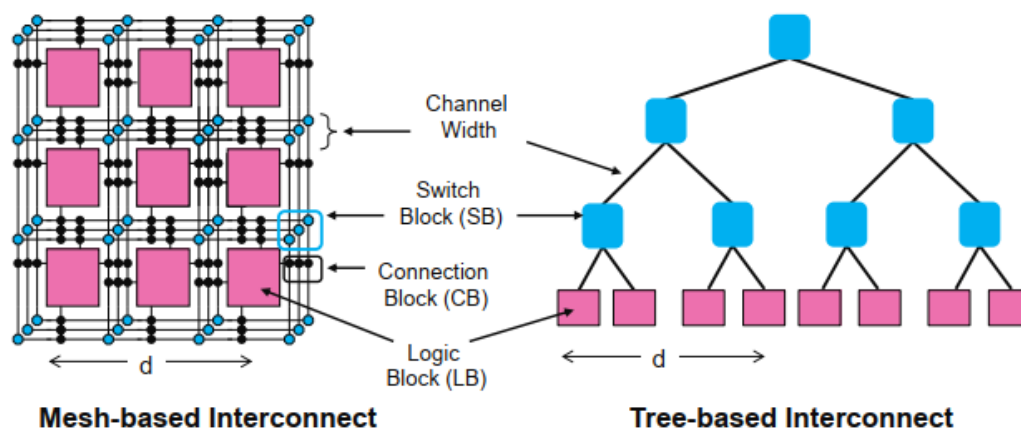 Channel
Width
Switch
Block (SB)
Connection
Block (CB)
Logic
Block (LB)
d
d
Mesh-based Interconnect
Tree-based Interconnect